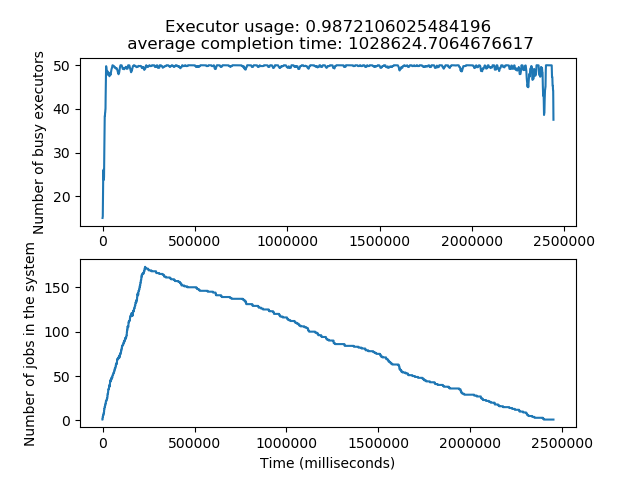 Executor usage: 0.9872106025484196
average completion time: 1028624.7064676617
Number of busy executors
50
40
30
20
0 500000 1000000 1500000 2000000 2500000
Number of jobs in the system
150
100
50
0
0 500000 1000000 1500000 2000000 2500000
Time (milliseconds)